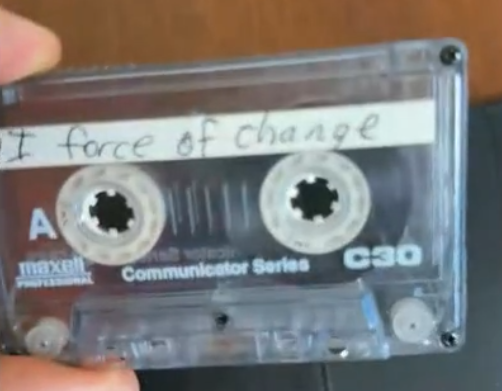 I force of change
A
maxell
PROFESSIONAL
Communicator Series
C30